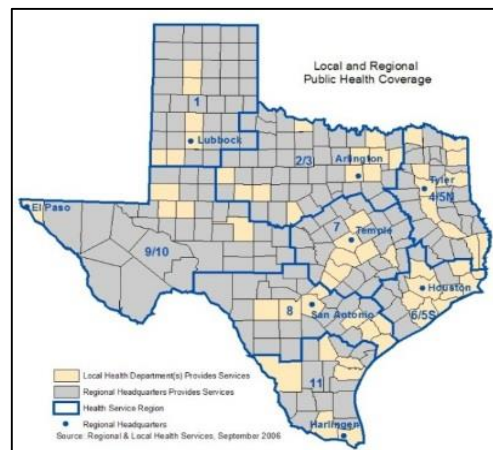 Local and Regional
Public Health Coverage
1
Lubbock
2/3
Arlington
Tyler
4/5N
El Paso
9/10
7
Temple
Houston
6/5S
8
San Antonio
11
Harlingen
Local Health Department(s) Provides Services
Regional Headquarters Provides Services
Health Service Region
Regional Headquarters
Source: Regional & Local Health Services, September 2006